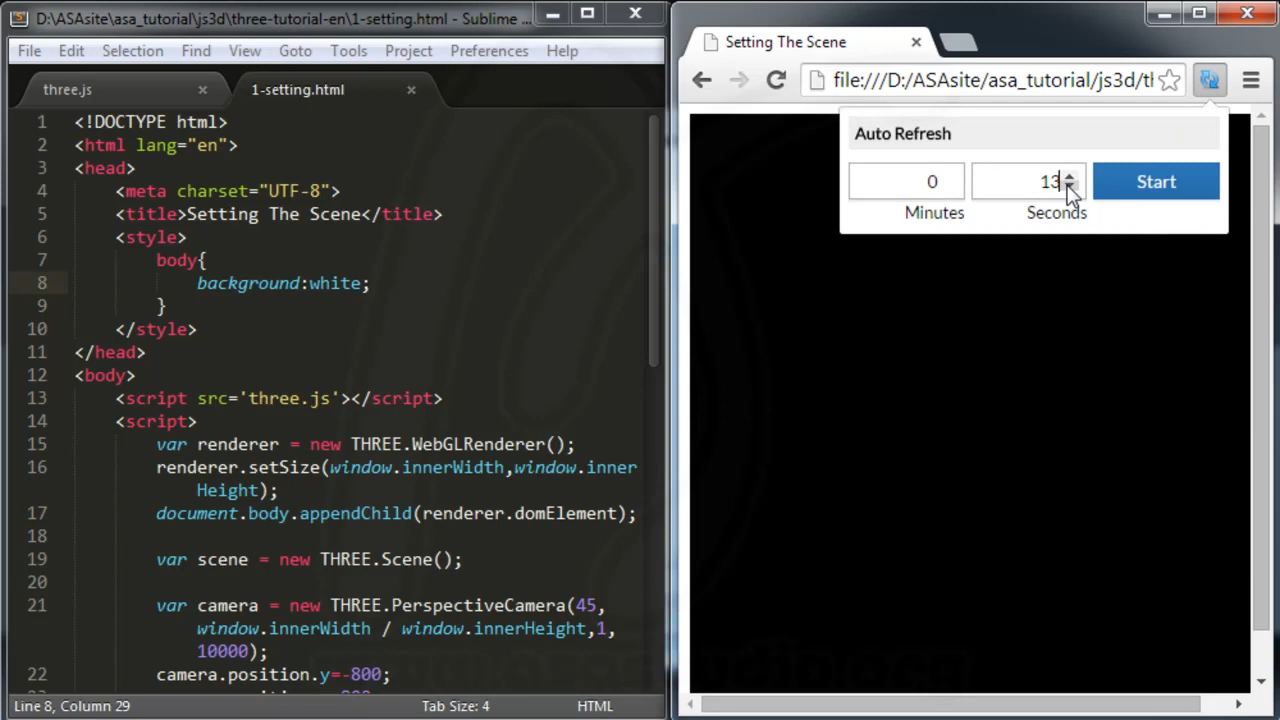 D:\ASAsite\asa_tutorial\js3d\three-tutorial-en\1-setting.html - Sublime ...
File Edit Selection Find View Goto Tools Project Preferences Help
three.js
1-setting.html
1 <!DOCTYPE html>
2 <html lang="en">
3 <head>
4 <meta charset="UTF-8">
5 <title>Setting The Scene</title>
6 <style>
7 body{
8 background:white;
9 }
10 </style>
11 </head>
12 <body>
13 <script src='three.js'></script>
14 <script>
15 var renderer = new THREE.WebGLRenderer();
16 renderer.setSize(window.innerWidth,window.inner
Height);
17 document.body.appendChild(renderer.domElement);
18
19 var scene = new THREE.Scene();
20
21 var camera = new THREE.PerspectiveCamera(45,
window.innerWidth / window.innerHeight,1,
10000);
22 camera.position.y=-800;
Line 8, Column 29
Tab Size: 4
HTML
Setting The Scene
file:///D:/ASAsite/asa_tutorial/js3d/tl
Auto Refresh
0
13
Start
Minutes
Seconds